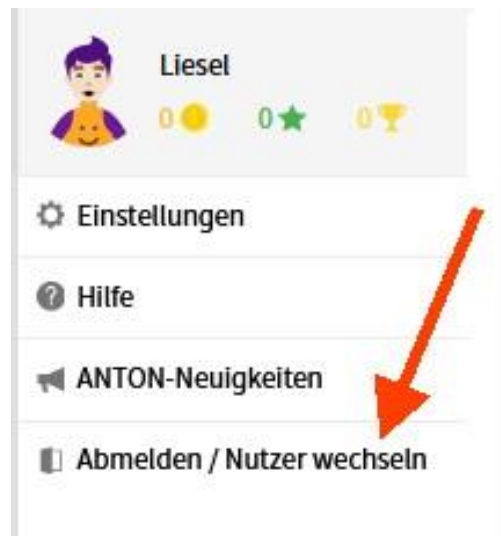 Liesel
0 0 0
Einstellungen
Hilfe
ANTON-Neuigkeiten
Abmelden / Nutzer wechseln